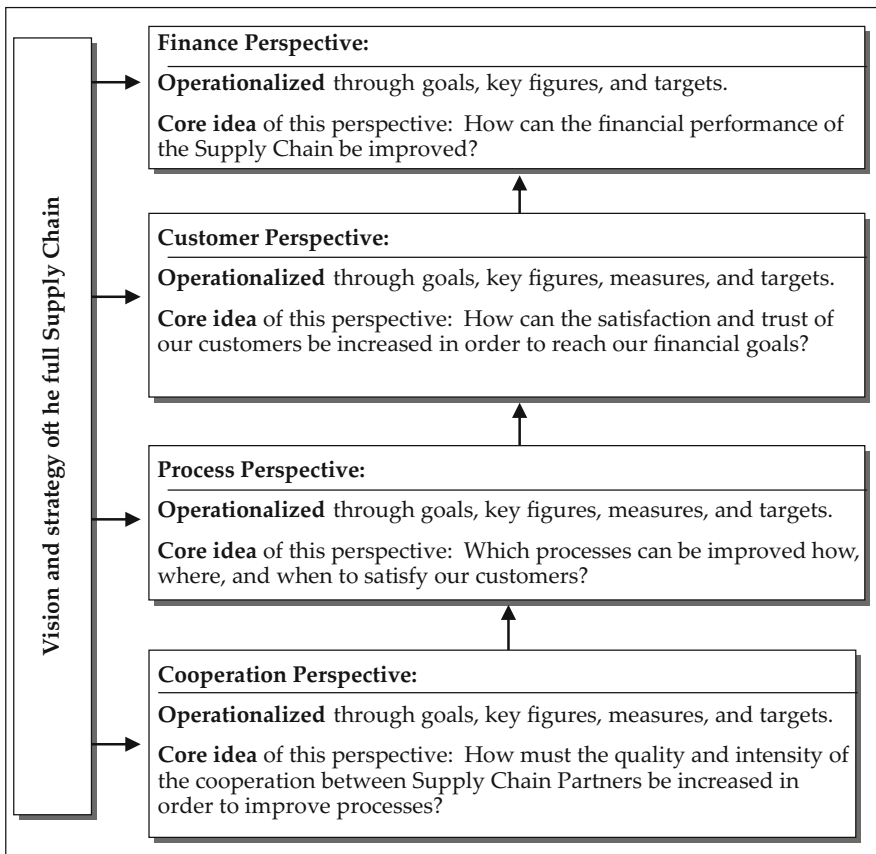 Vision and strategy oft he full Supply Chain
Finance Perspective:
Operationalized through goals, key figures, and targets.
Core idea of this perspective: How can the financial performance of
the Supply Chain be improved?
Customer Perspective:
Operationalized through goals, key figures, measures, and targets.
Core idea of this perspective: How can the satisfaction and trust of
our customers be increased in order to reach our financial goals?
Process Perspective:
Operationalized through goals, key figures, measures, and targets.
Core idea of this perspective: Which processes can be improved how,
where, and when to satisfy our customers?
Cooperation Perspective:
Operationalized through goals, key figures, measures, and targets.
Core idea of this perspective: How must the quality and intensity of
the cooperation between Supply Chain Partners be increased in
order to improve processes?